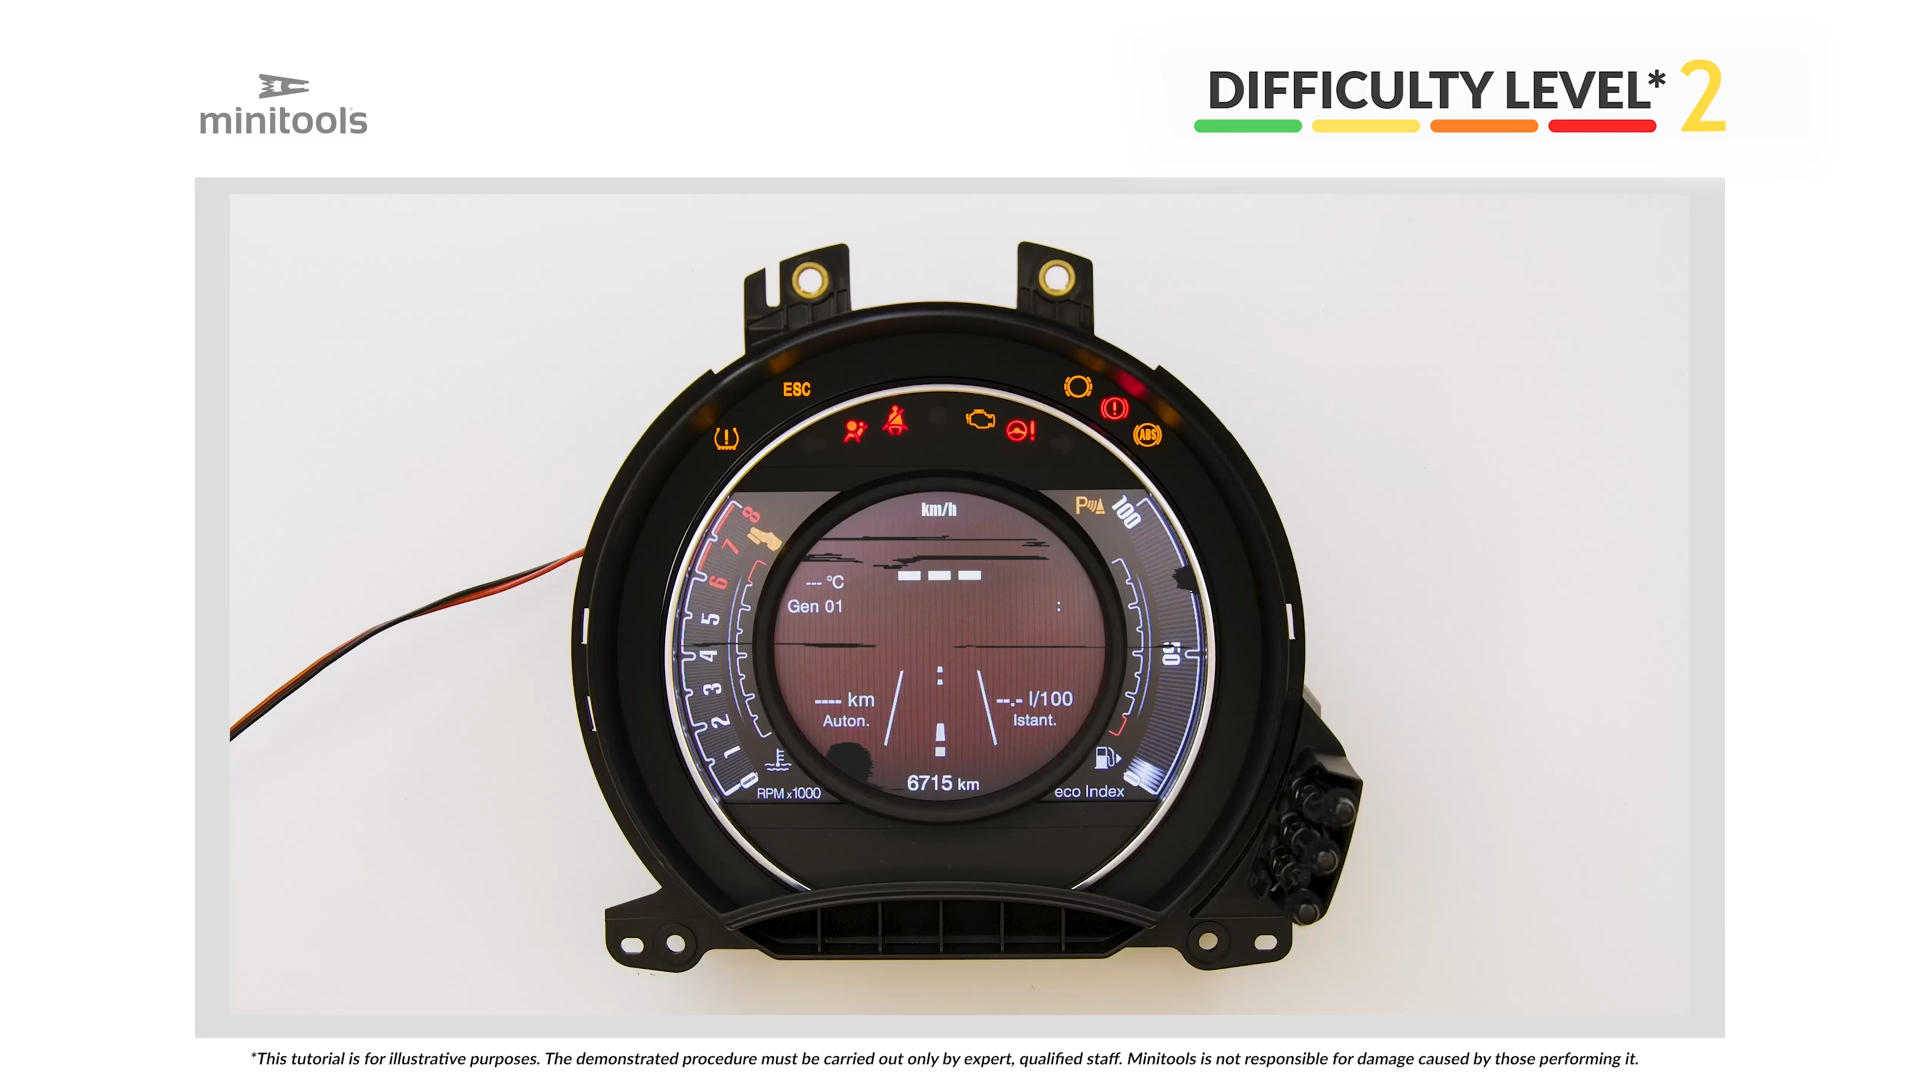 minitools
DIFFICULTY LEVEL* 2
ESC
ABS
km/h
P
100
8
7
6
5
4
3
2
1
0
50
--- °C
Gen 01
:
---- km
Auton.
--.- l/100
Istant.
6715 km
RPM x1000
eco Index
*This tutorial is for illustrative purposes. The demonstrated procedure must be carried out only by expert, qualified staff. Minitools is not responsible for damage caused by those performing it.